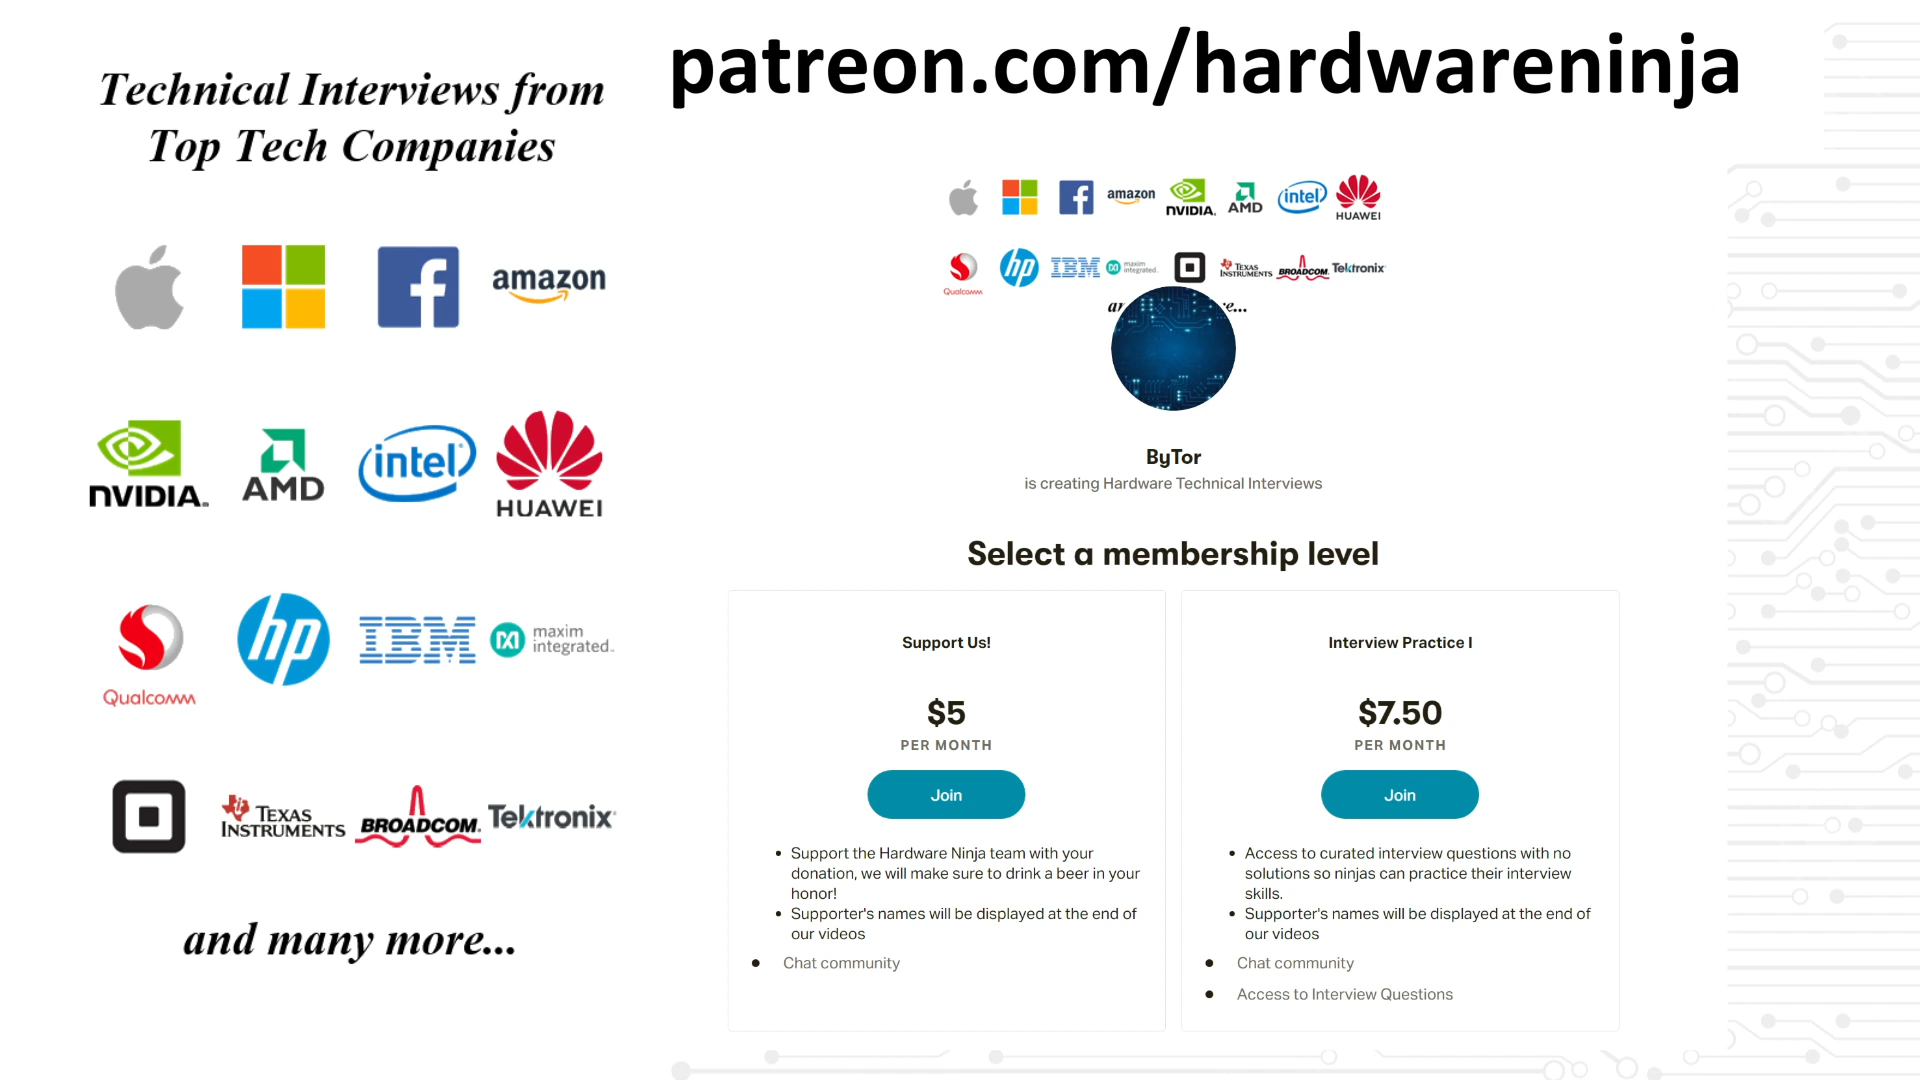 Technical Interviews from
Top Tech Companies
amazon
NVIDIA.
AMD
intel
HUAWEI
Qualcomm
hp
IBM
maxim
integrated.
TEXAS
INSTRUMENTS
BROADCOM.
Tektronix
and many more...
patreon.com/hardwareninja
amazon
NVIDIA.
AMD
intel
HUAWEI
Qualcomm
hp
IBM
maxim
integrated.
TEXAS
INSTRUMENTS
BROADCOM.
Tektronix
ByTor
is creating Hardware Technical Interviews
Select a membership level
Support Us!
$5
PER MONTH
Join
• Support the Hardware Ninja team with your
donation, we will make sure to drink a beer in your
honor!
• Supporter's names will be displayed at the end of
our videos
• Chat community
Interview Practice I
$7.50
PER MONTH
Join
• Access to curated interview questions with no
solutions so ninjas can practice their interview
skills.
• Supporter's names will be displayed at the end of
our videos
• Chat community
• Access to Interview Questions